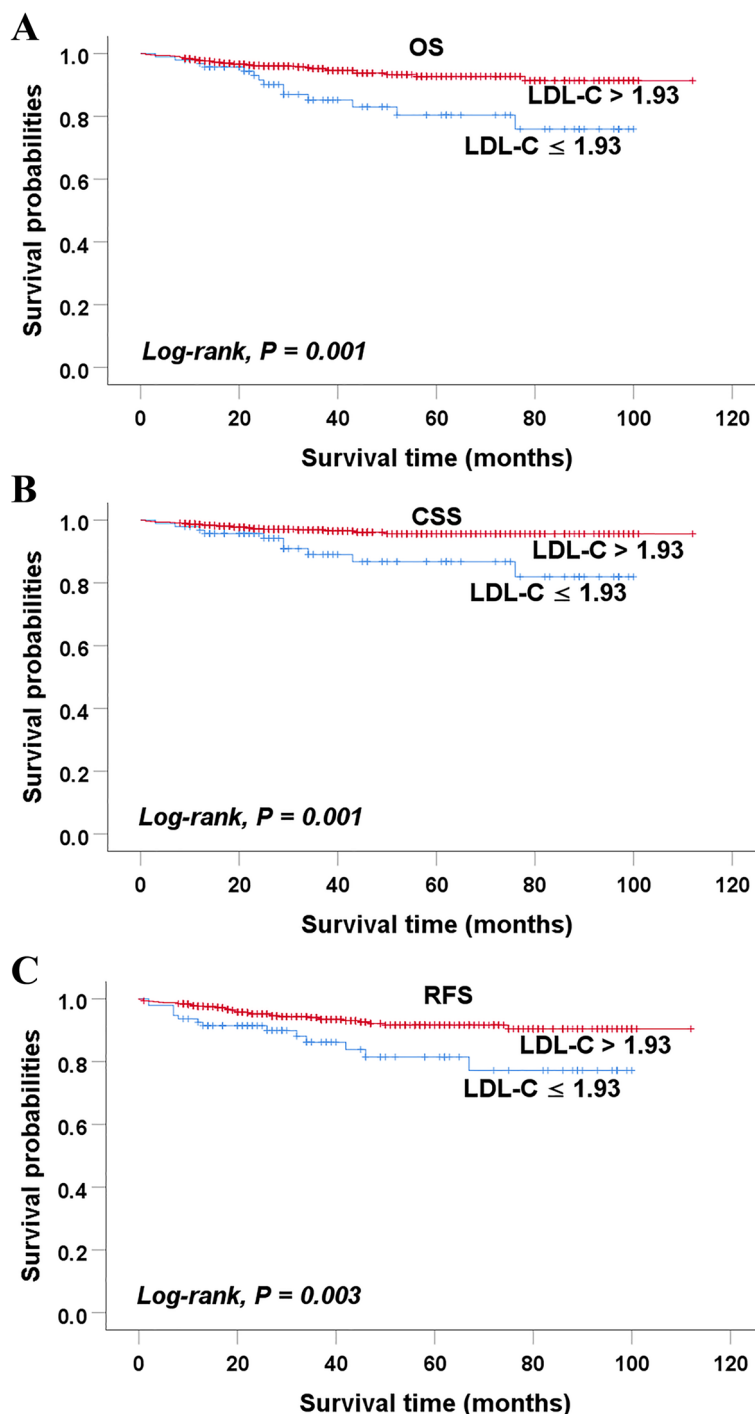 A
OS
1.0
0.8
0.6
0.4
0.2
0.0
Survival probabilities
LDL-C > 1.93
LDL-C ≤ 1.93
Log-rank, P = 0.001
0 20 40 60 80 100 120
Survival time (months)
B
CSS
1.0
0.8
0.6
0.4
0.2
0.0
Survival probabilities
LDL-C > 1.93
LDL-C ≤ 1.93
Log-rank, P = 0.001
0 20 40 60 80 100 120
Survival time (months)
C
RFS
1.0
0.8
0.6
0.4
0.2
0.0
Survival probabilities
LDL-C > 1.93
LDL-C ≤ 1.93
Log-rank, P = 0.003
0 20 40 60 80 100 120
Survival time (months)